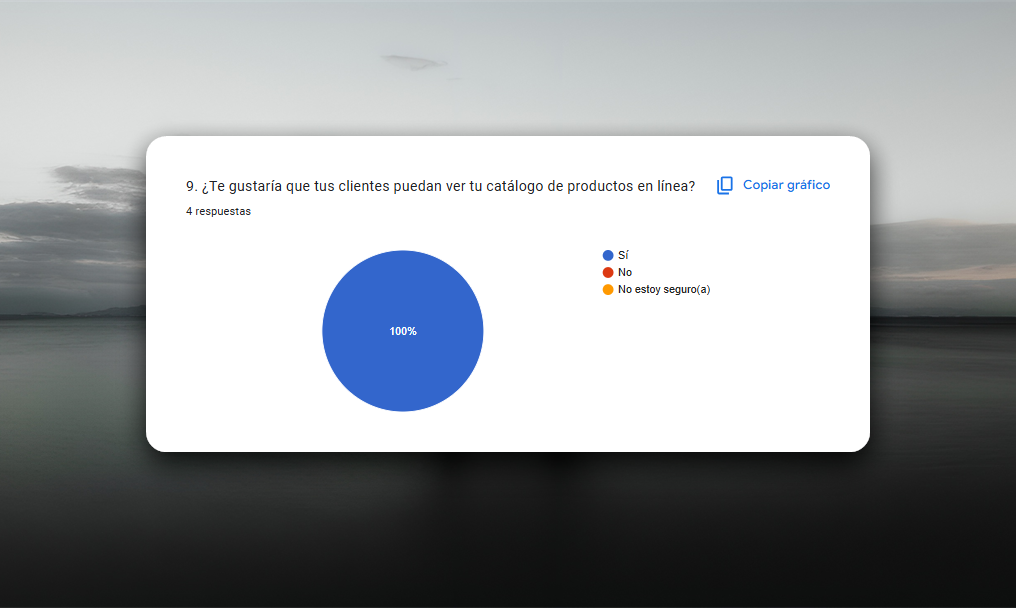 9. ¿Te gustaría que tus clientes puedan ver tu catálogo de productos en línea?
Copiar gráfico
4 respuestas
100%
Sí
No
No estoy seguro(a)